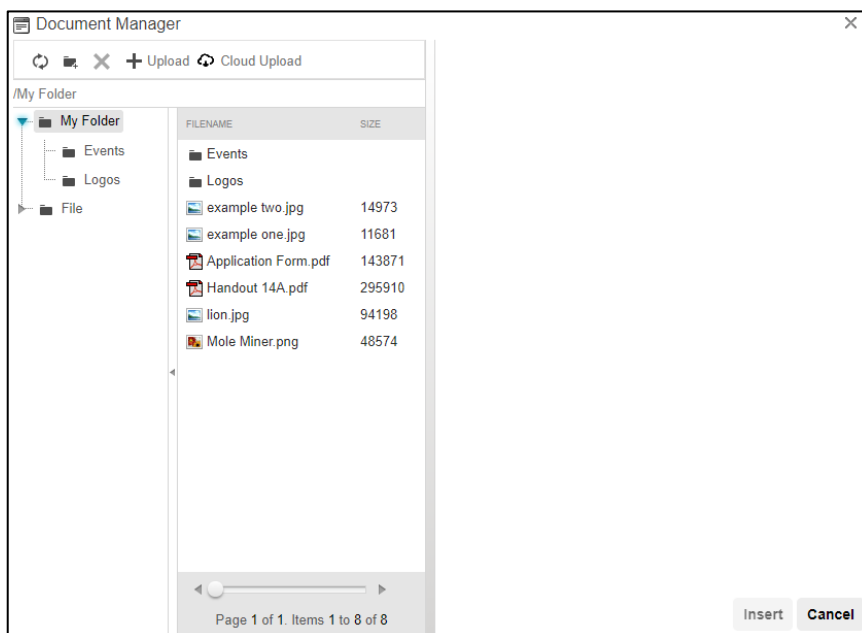 Document Manager
Upload Cloud Upload
/My Folder
My Folder
Events
Logos
File
FILENAME SIZE
Events
Logos
example two.jpg 14973
example one.jpg 11681
Application Form.pdf 143871
Handout 14A.pdf 295910
lion.jpg 94198
Mole Miner.png 48574
Page 1 of 1. Items 1 to 8 of 8
Insert Cancel